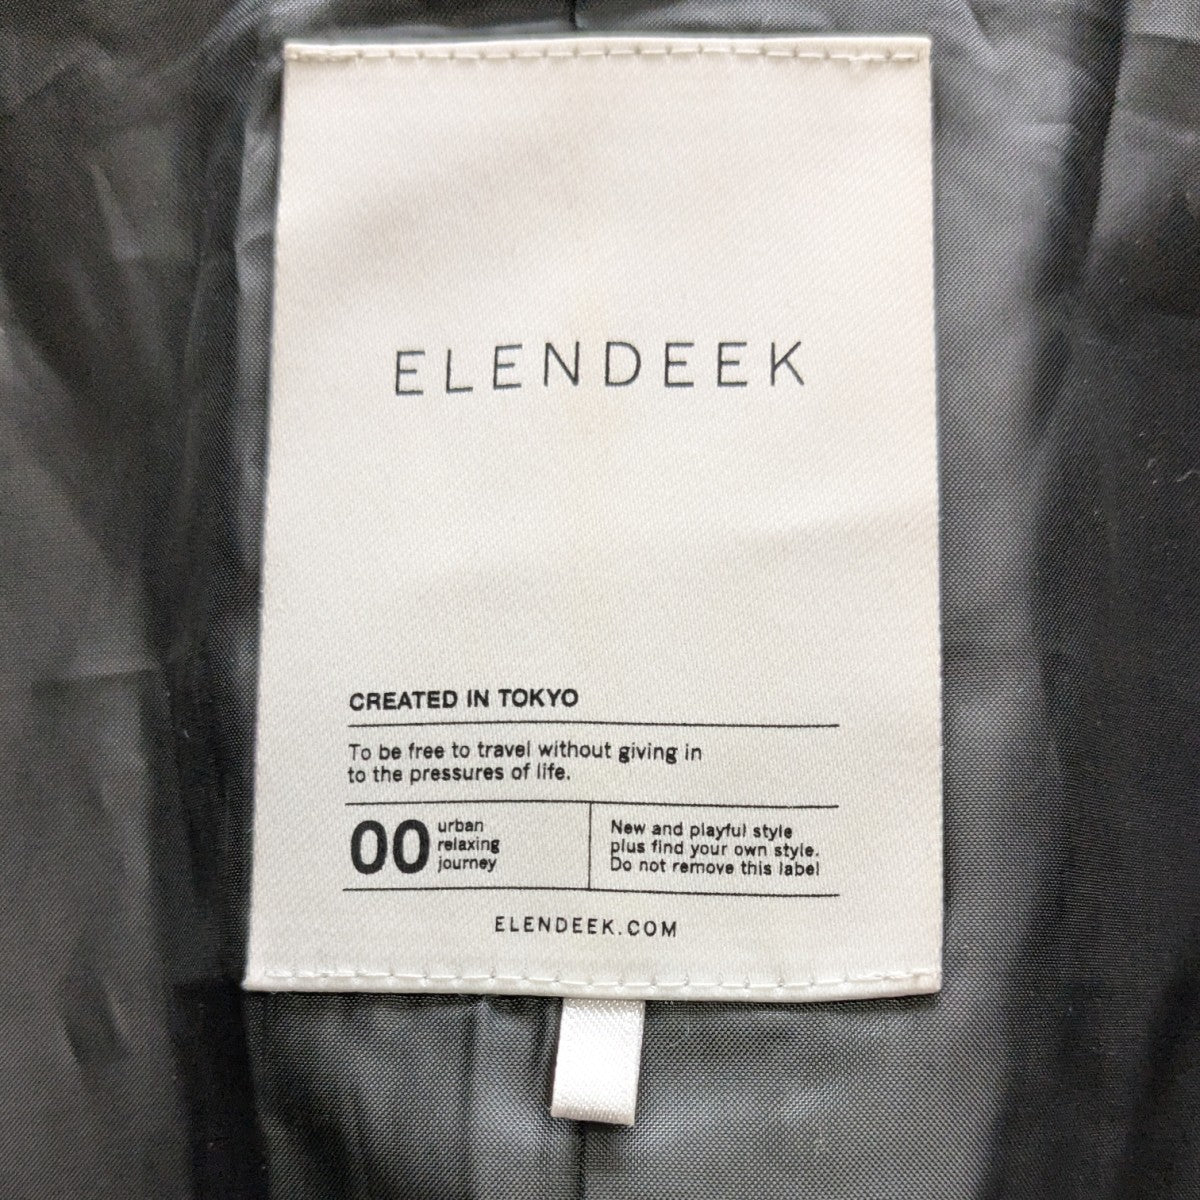 ELENDEEK
CREATED IN TOKYO
To be free to travel without giving in
to the pressures of life.
00
urban
relaxing
journey
New and playful style
plus find your own style.
Do not remove this label
ELENDEEK.COM